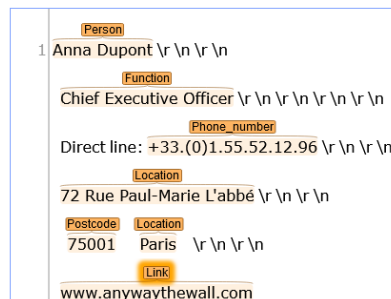 Person
1 Anna Dupont \r \n \r \n
Function
Chief Executive Officer \r \n \r \n \r \n \r \n
Phone_number
Direct line: +33.(0)1.55.52.12.96 \r \n \r \n
Location
72 Rue Paul-Marie L'abbé \r \n \r \n
Postcode Location
75001 Paris \r \n \r \n
Link
www.anywaythewall.com